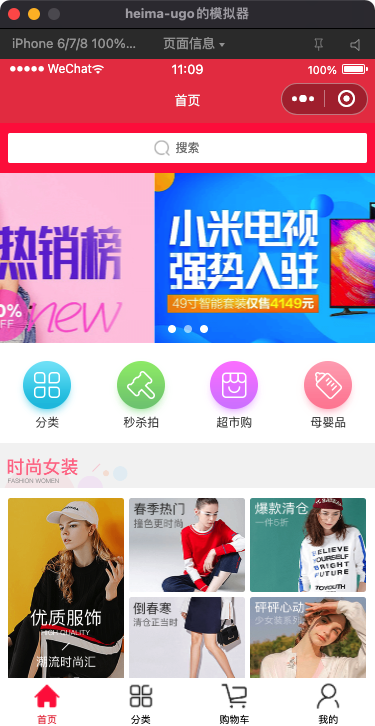 heima-ugo的模拟器
iPhone 6/7/8 100%...
页面信息
WeChat
11:09
100%
首页
搜索
热销榜
new
0%
OFF
小米电视
强势入驻
49寸智能套装仅售4149元
分类
秒杀拍
超市购
母婴品
时尚女装
FASHION WOMEN
优质服饰
HIGH QUALITY
潮流时尚汇
春季热门
撞色更时尚
爆款清仓
一件5折
BELIEVE
YOURSELF
BRIGHT
FUTURE
TOYOUTH
倒春寒
清仓正当时
砰砰心动
少女装系列
首页
分类
购物车
我的